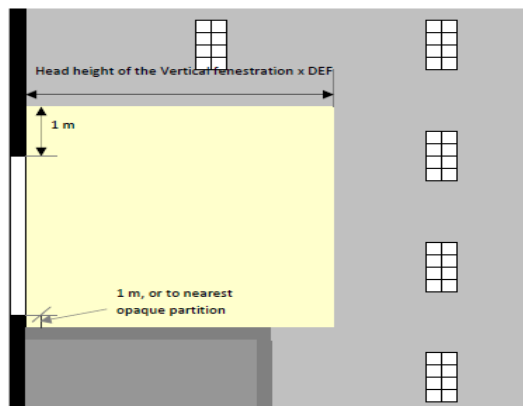 Head height of the Vertical fenestration x DEF
1 m
1 m, or to nearest
opaque partition